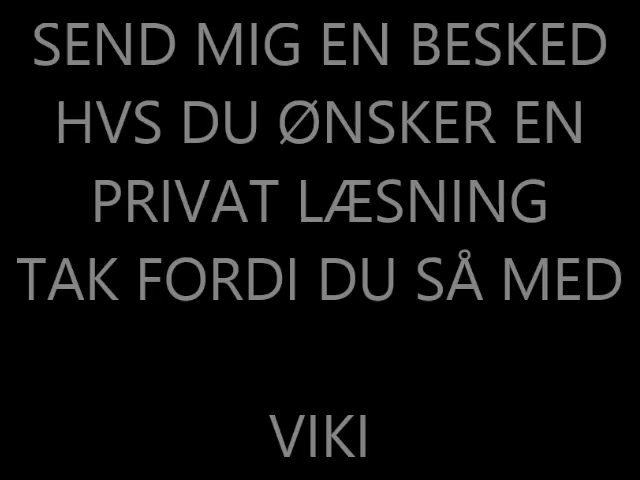 SEND MIG EN BESKED
HVS DU ØNSKER EN
PRIVAT LÆSNING
TAK FORDI DU SÅ MED
VIKI